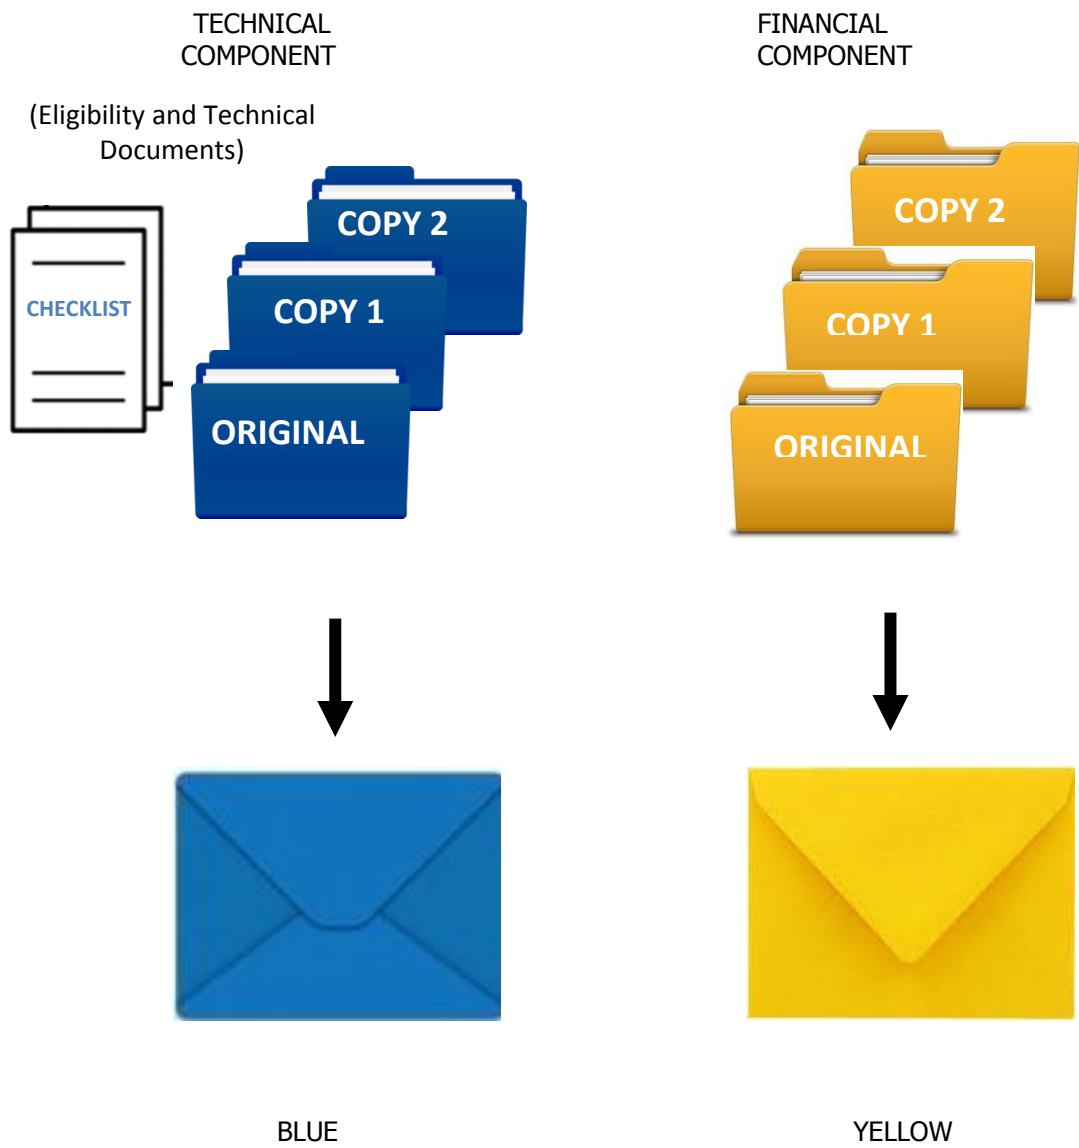 TECHNICAL
COMPONENT
(Eligibility and Technical
Documents)
CHECKLIST
COPY 2
COPY 1
ORIGINAL
BLUE
FINANCIAL
COMPONENT
COPY 2
COPY 1
ORIGINAL
YELLOW